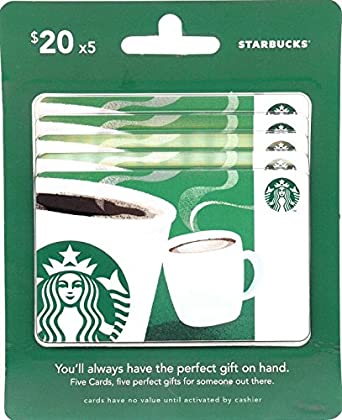 $20 x5
STARBUCKS®
You'll always have the perfect gift on hand.
Five Cards, five perfect gifts for someone out there.
cards have no value until activated by cashier